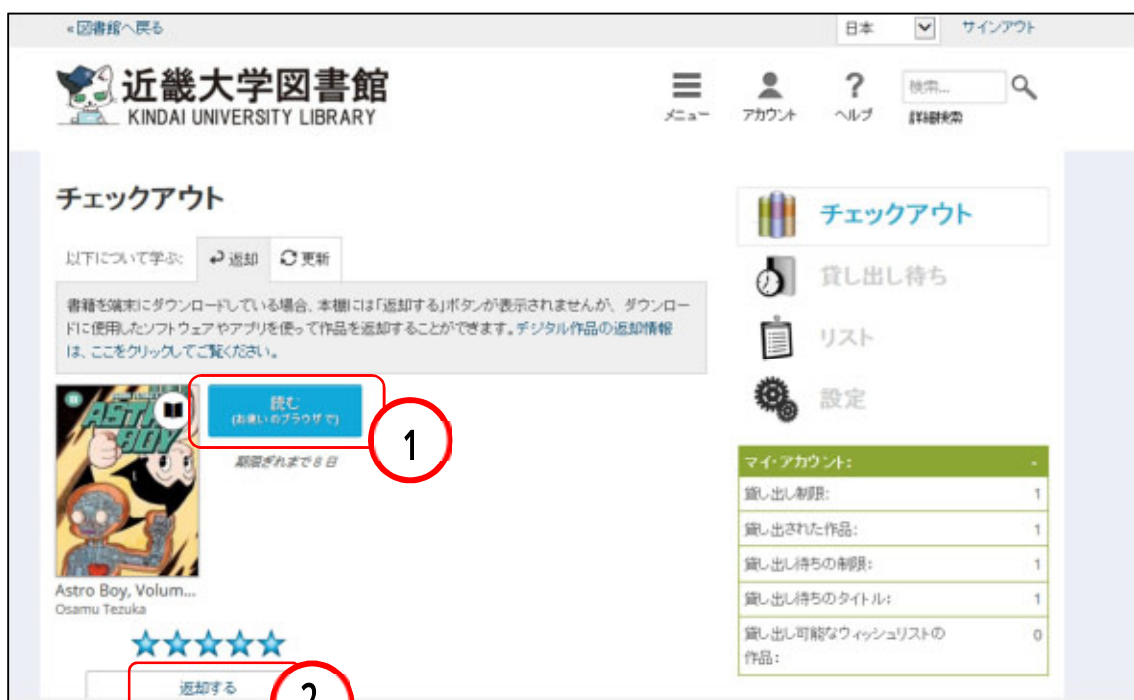 «図書館へ戻る
日本
サインアウト
近畿大学図書館
KINDAI UNIVERSITY LIBRARY
メニュー
アカウント
ヘルプ
検索...
詳細検索
チェックアウト
以下について学ぶ:
返却
更新
書籍を端末にダウンロードしている場合、本棚には「返却する」ボタンが表示されませんが、ダウンロー
ドに使用したソフトウェアやアプリを使って作品を返却することができます。デジタル作品の返却情報
は、ここをクリックしてご覧ください。
ASTRO
BOY
読む
(お使いのブラウザで)
1
期限ぎれまで8日
Astro Boy, Volum...
Osamu Tezuka
返却する
2
チェックアウト
貸し出し待ち
リスト
設定
マイ・アカウント: -
貸し出し制限: 1
貸し出された作品: 1
貸し出し待ちの制限: 1
貸し出し待ちのタイトル: 1
貸し出し可能なウィッシュリストの 0
作品: